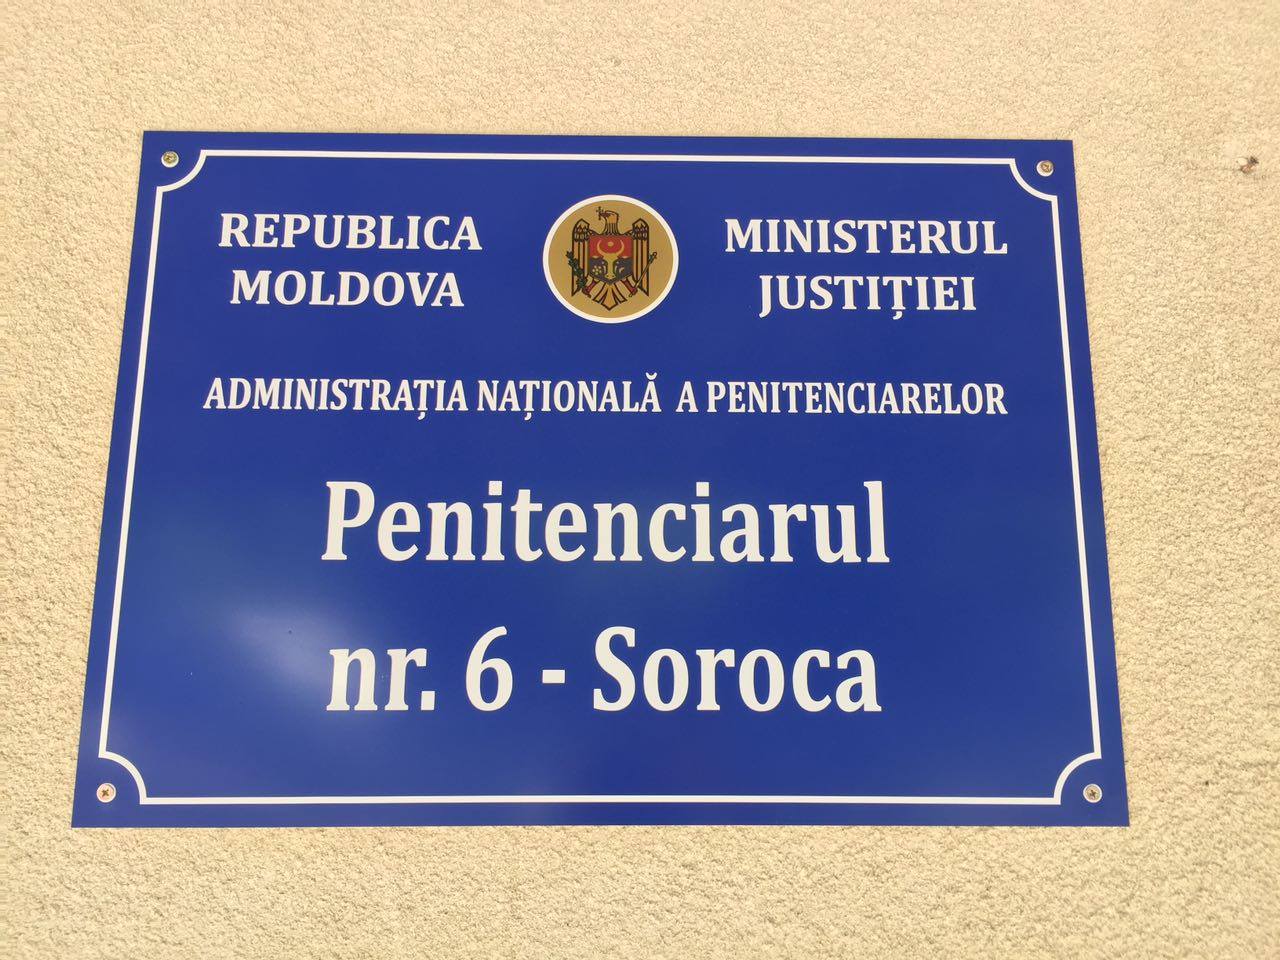 REPUBLICA
MOLDOVA
MINISTERUL
JUSTIȚIEI
ADMINISTRAȚIA NAȚIONALĂ A PENITENCIARELOR
Penitenciarul
nr. 6 - Soroca